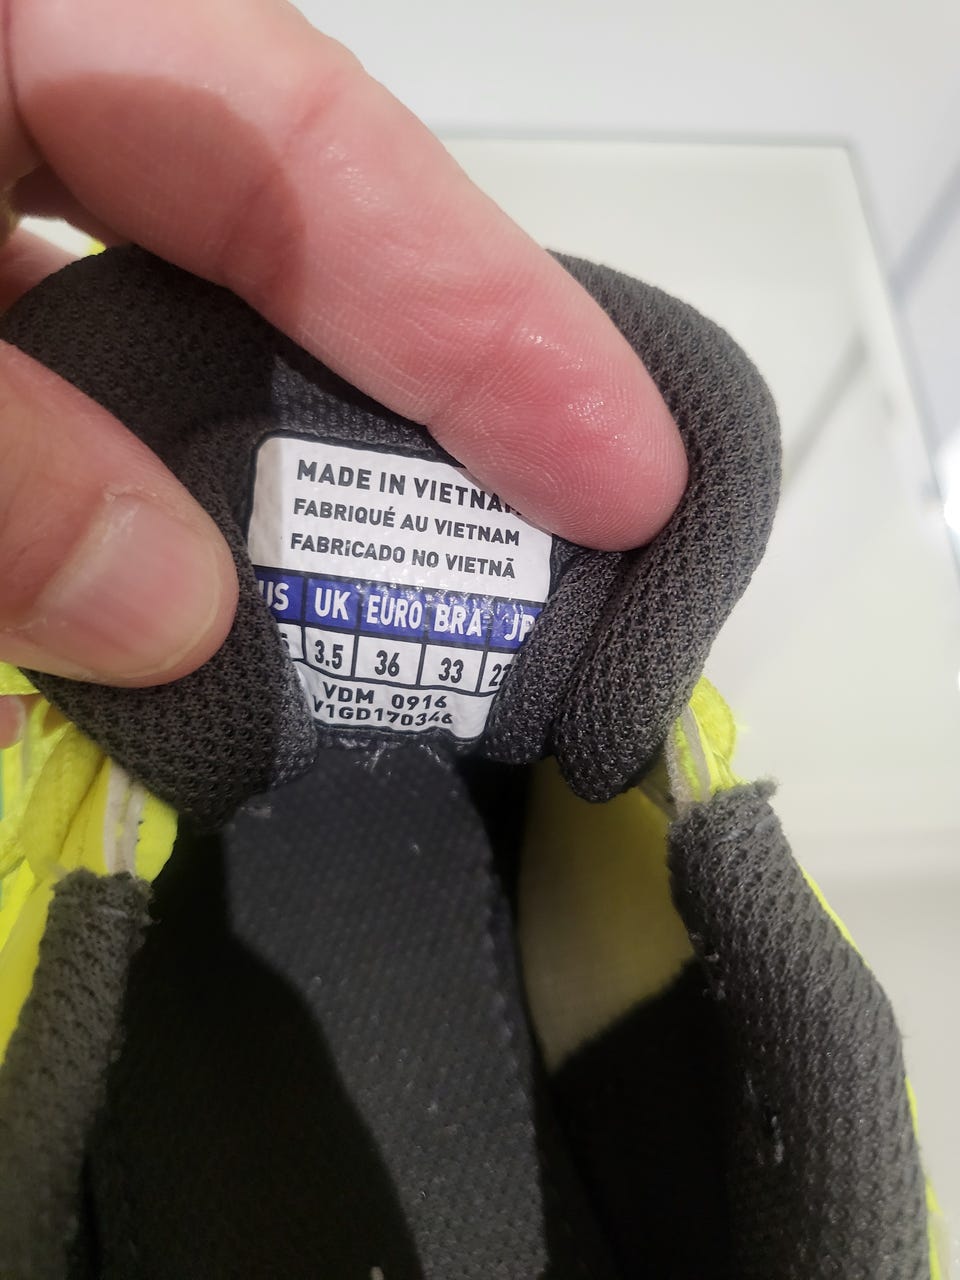 MADE IN VIETNAM
FABRIQUÉ AU VIETNAM
FABRICADO NO VIETNÃ
US UK EURO BRA JP
3.5 36 33
VDM 0916
V1GD170346